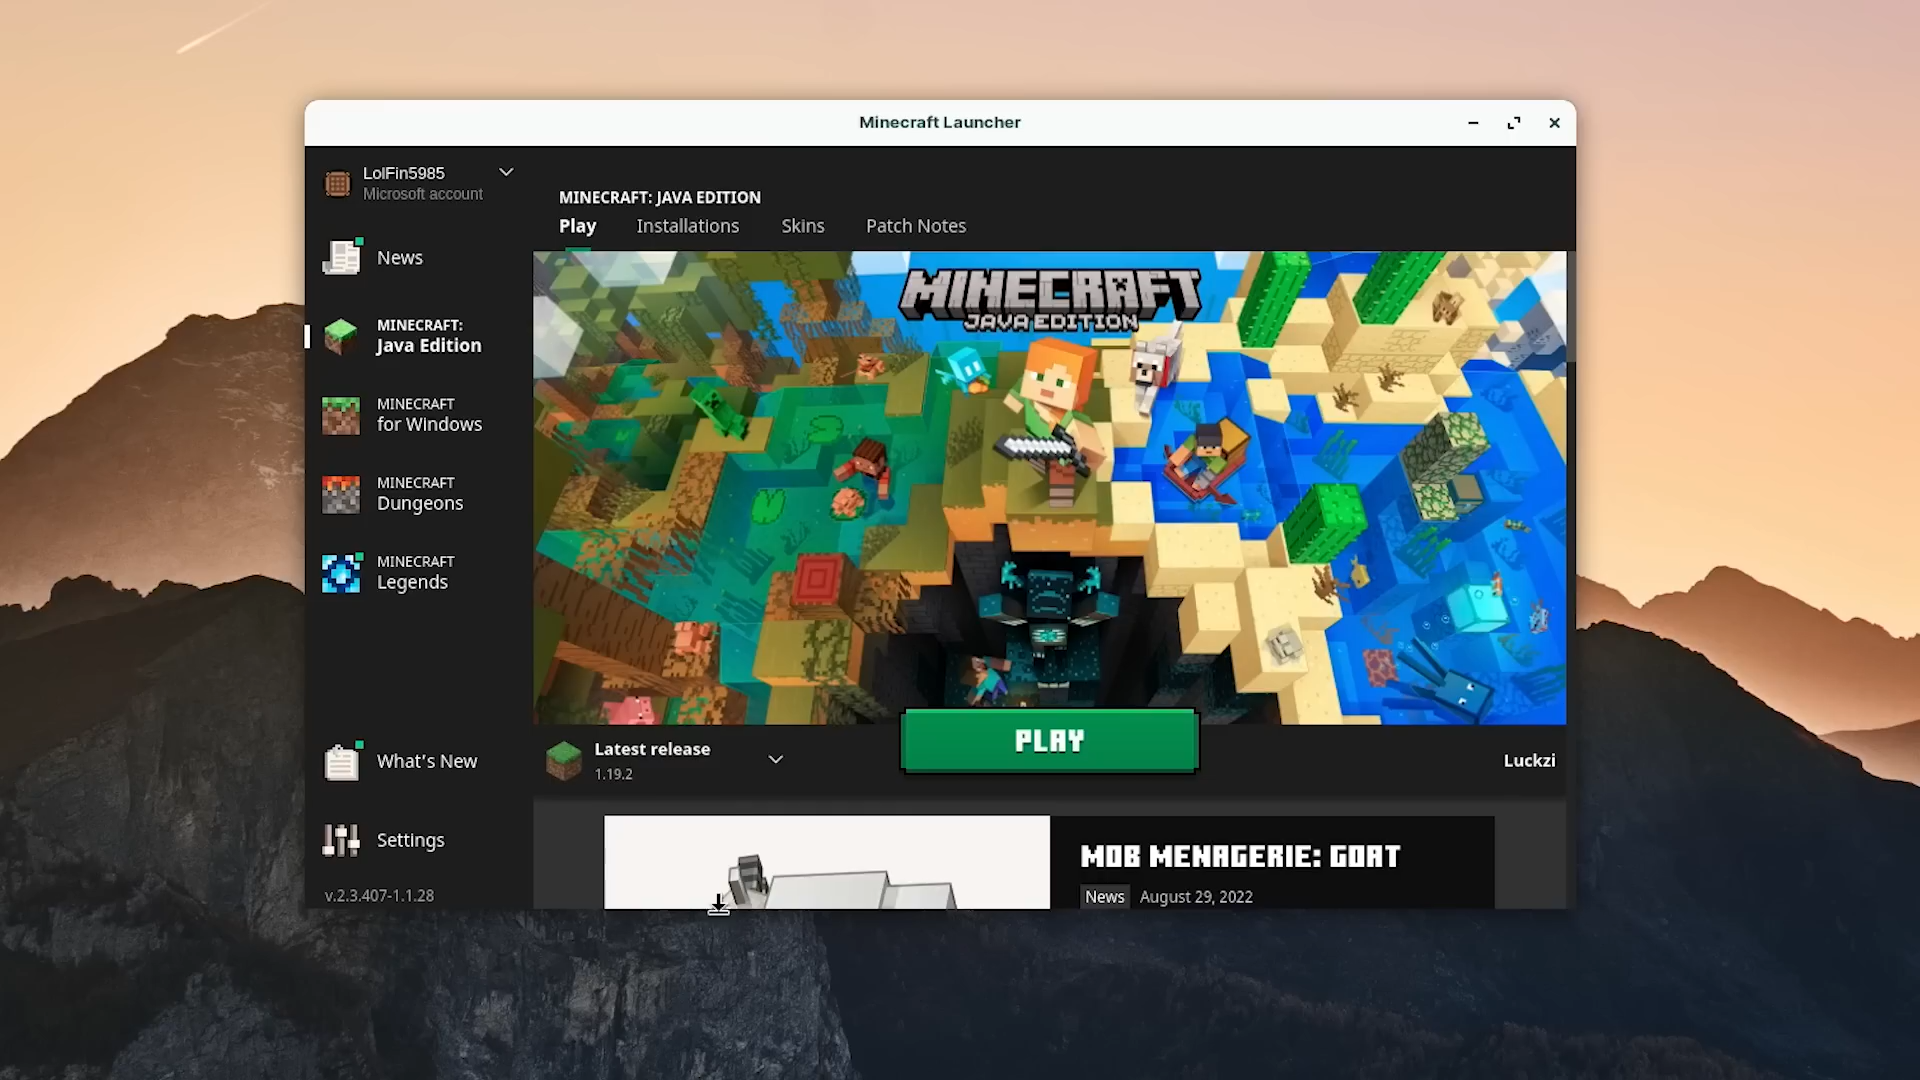 Minecraft Launcher
LolFin5985
Microsoft account
News
MINECRAFT:
Java Edition
MINECRAFT
for Windows
MINECRAFT
Dungeons
MINECRAFT
Legends
What's New
Settings
v.2.3.407-1.1.28
MINECRAFT: JAVA EDITION
Play Installations Skins Patch Notes
MINECRAFT
JAVA EDITION
Latest release
1.19.2
PLAY
Luckzi
MOB MENAGERIE: GOAT
News August 29, 2022